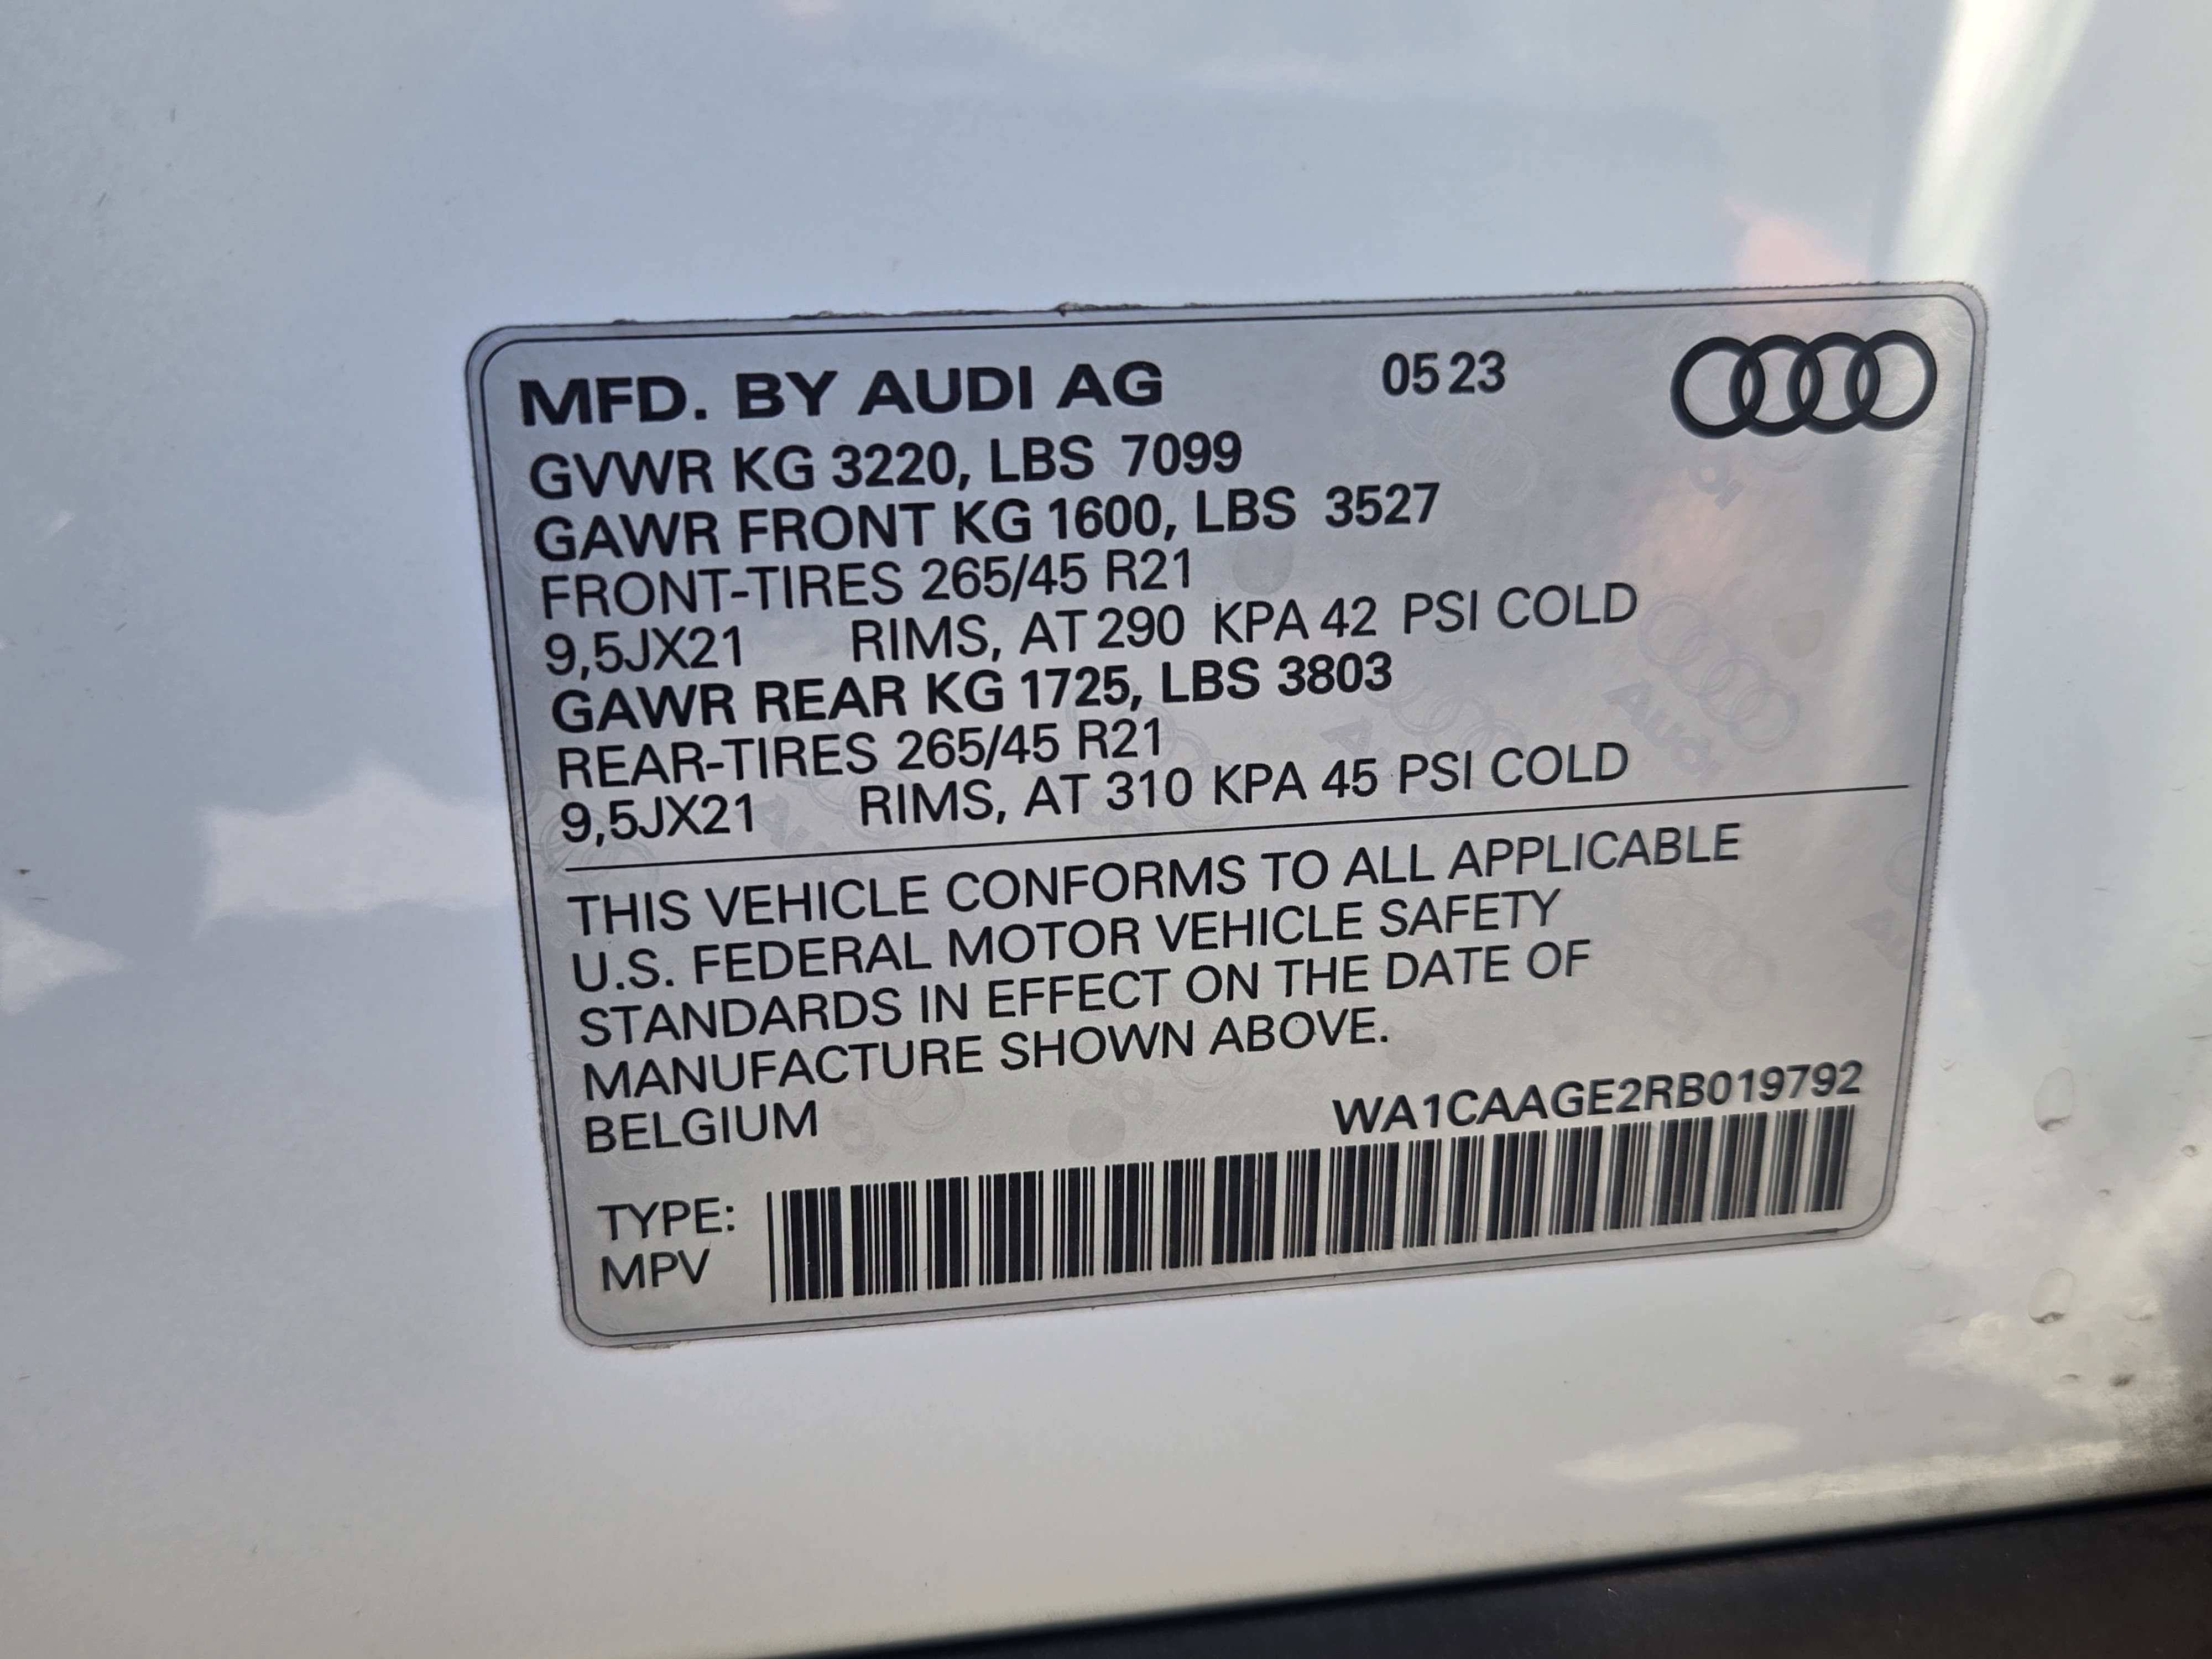 MFD. BY AUDI AG 05 23
GVWR KG 3220, LBS 7099
GAWR FRONT KG 1600, LBS 3527
FRONT-TIRES 265/45 R21
9,5JX21 RIMS, AT 290 KPA 42 PSI COLD
GAWR REAR KG 1725, LBS 3803
REAR-TIRES 265/45 R21
9,5JX21 RIMS, AT 310 KPA 45 PSI COLD
THIS VEHICLE CONFORMS TO ALL APPLICABLE
U.S. FEDERAL MOTOR VEHICLE SAFETY
STANDARDS IN EFFECT ON THE DATE OF
MANUFACTURE SHOWN ABOVE.
BELGIUM WA1CAAGE2RB019792
TYPE:
MPV